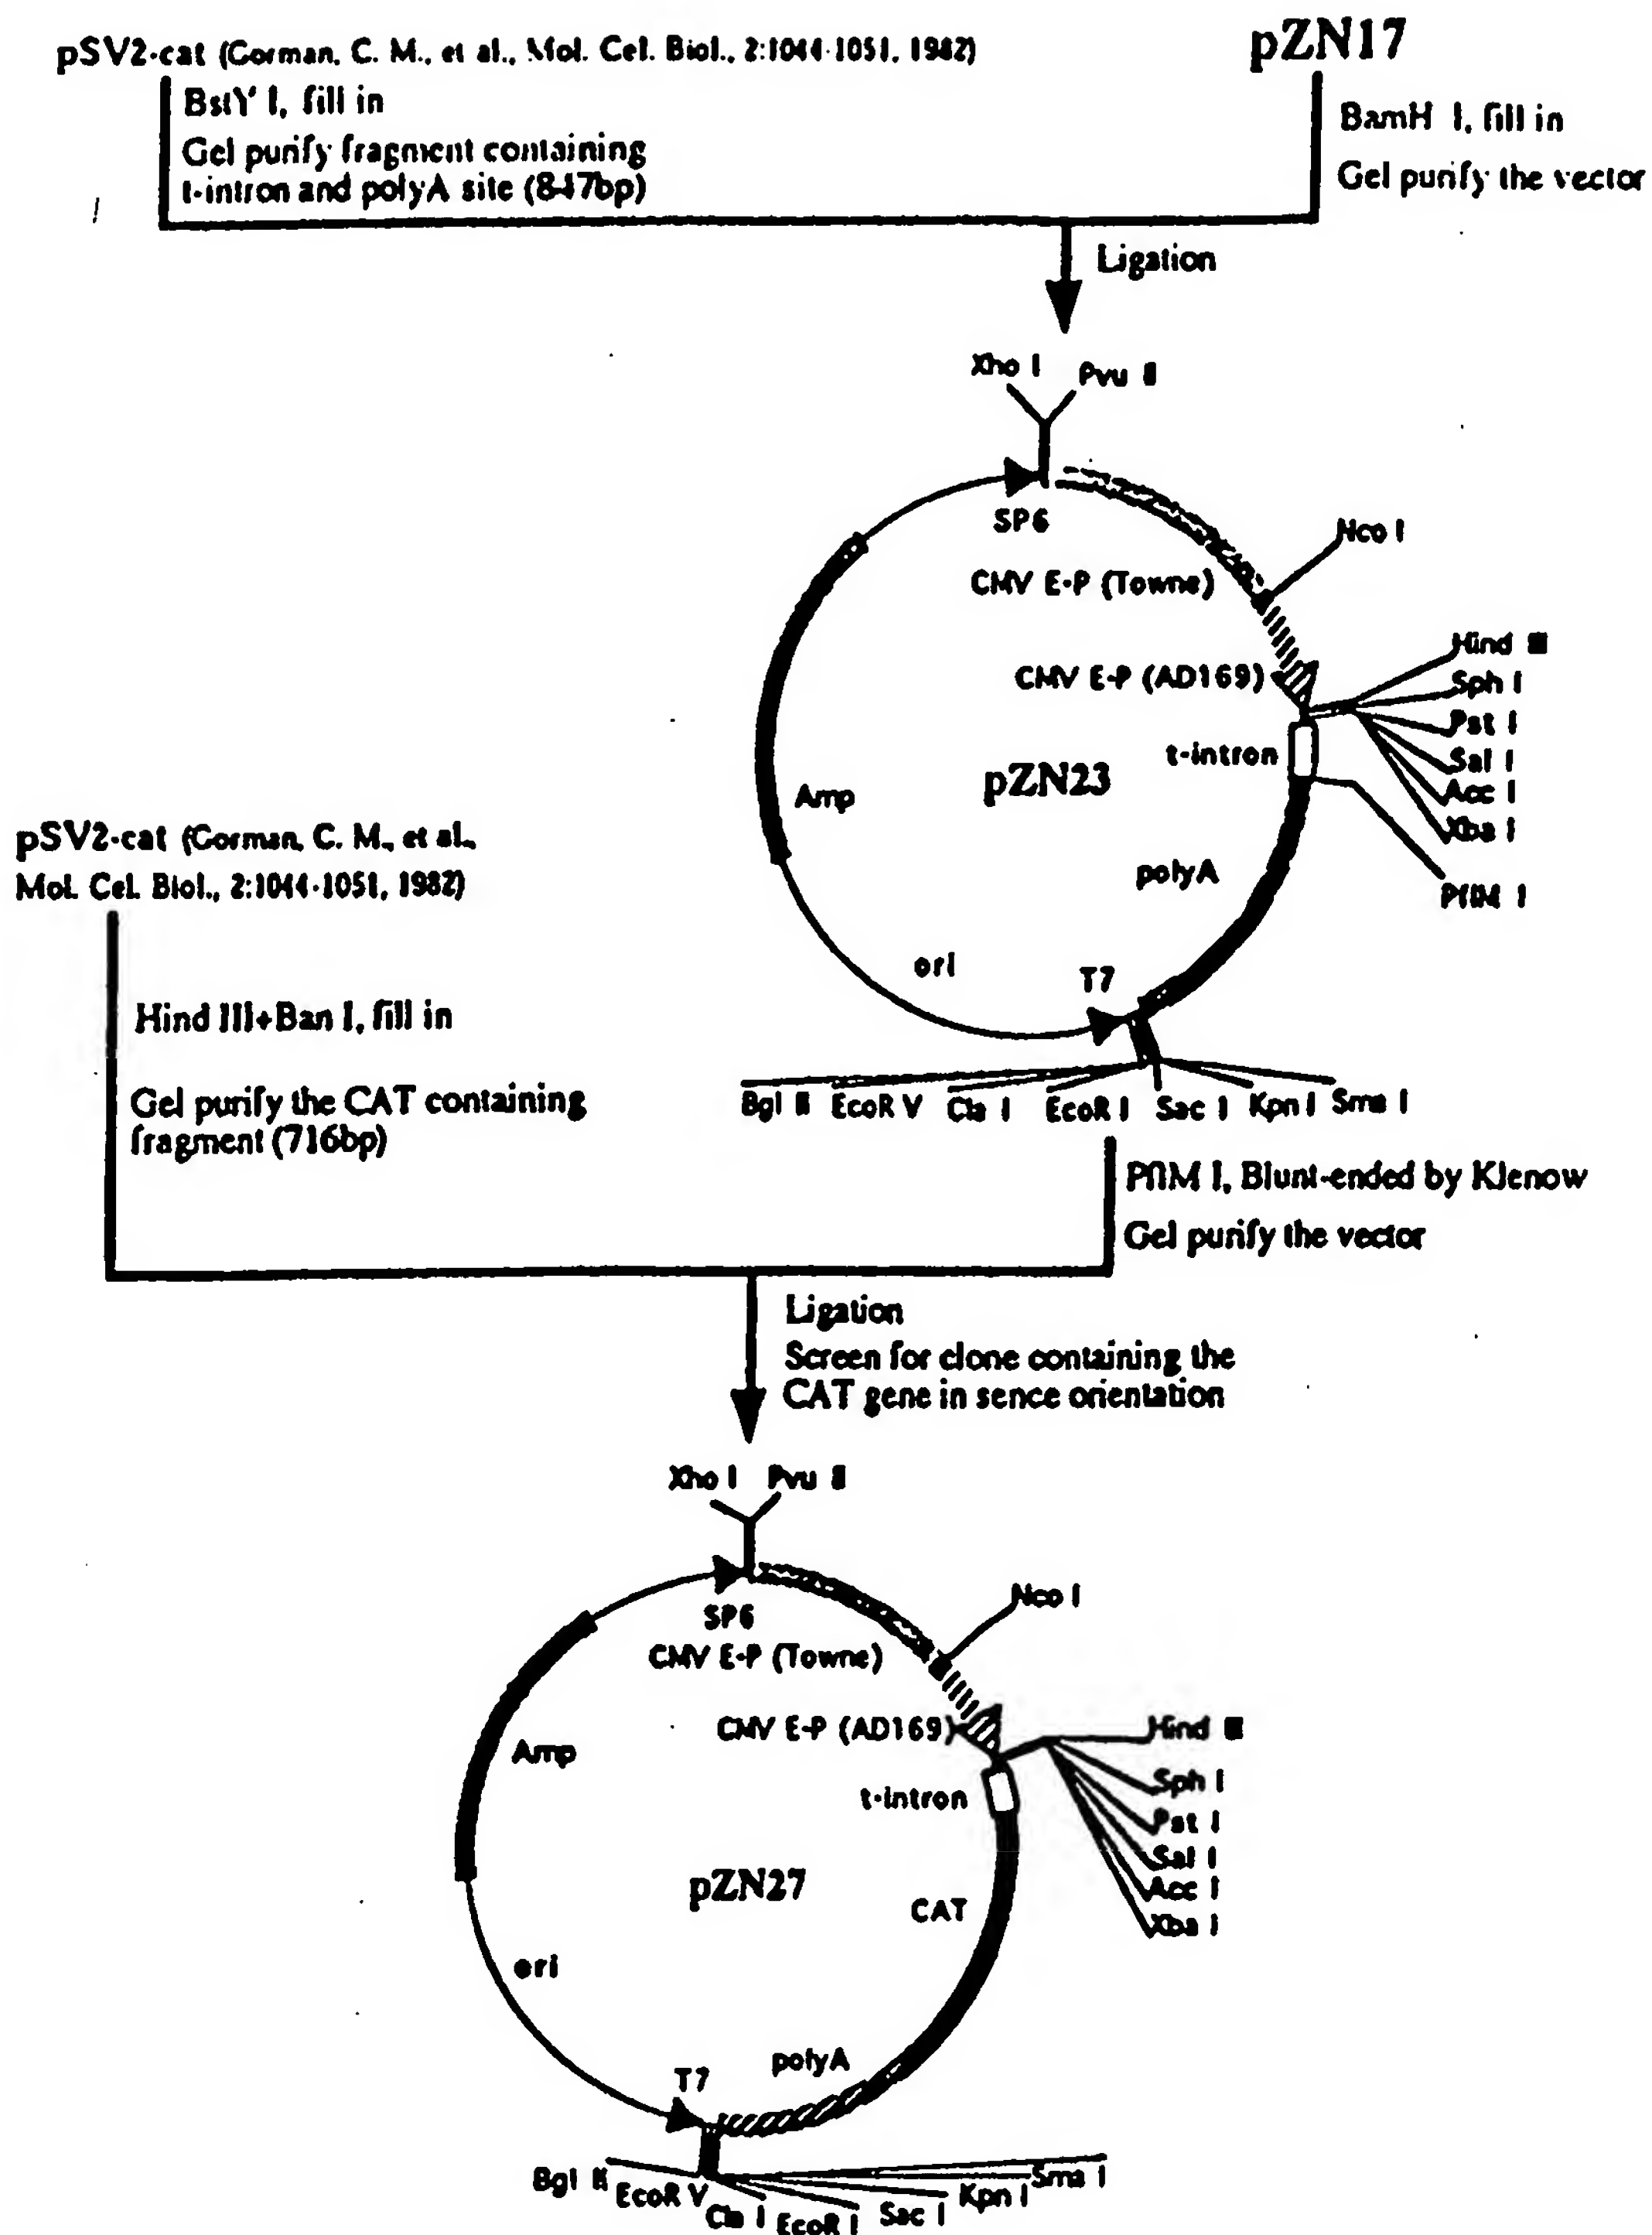 pSV2-cat (Gorman, C. M., et al., Mol. Cel. Biol., 2:1044-1051, 1982)
pZN17
BstY I, fill in
Gel purify fragment containing
t-intron and polyA site (847bp)
BamH I, fill in
Gel purify the vector
Ligation
Xho I
Pvu II
SP6
Nco I
CMV E-P (Towne)
CMV E-P (AD169)
Hind III
Sph I
Pst I
Sal I
Acc I
Xba I
PflM I
t-intron
pZN23
Amp
polyA
ori
T7
Bgl II EcoR V Cla I EcoR I Sac I Kpn I Sma I
pSV2-cat (Gorman, C. M., et al.,
Mol. Cel. Biol., 2:1044-1051, 1982)
Hind III+Ban I, fill in
Gel purify the CAT containing
fragment (716bp)
PflM I, Blunt-ended by Klenow
Gel purify the vector
Ligation
Screen for clone containing the
CAT gene in sence orientation
Xho I Pvu II
SP6
Nco I
CMV E-P (Towne)
CMV E-P (AD169)
Hind III
Sph I
Pst I
Sal I
Acc I
Xba I
Amp
t-intron
pZN27
CAT
ori
polyA
T7
Bgl II EcoR V Cla I EcoR I Sac I Kpn I Sma I